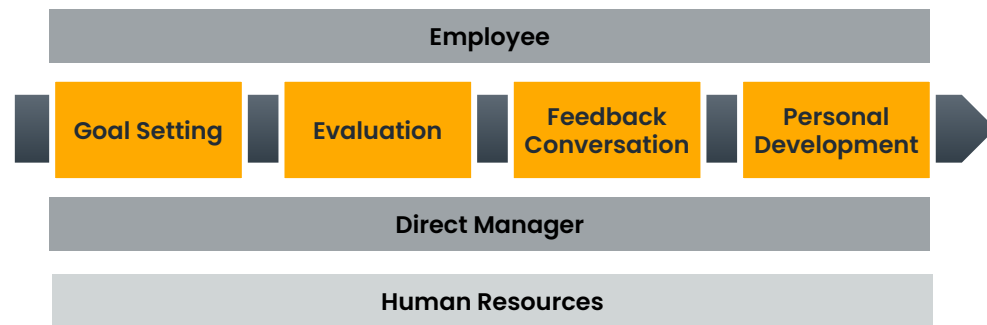 Employee
Goal Setting
Evaluation
Feedback
Conversation
Personal
Development
Direct Manager
Human Resources